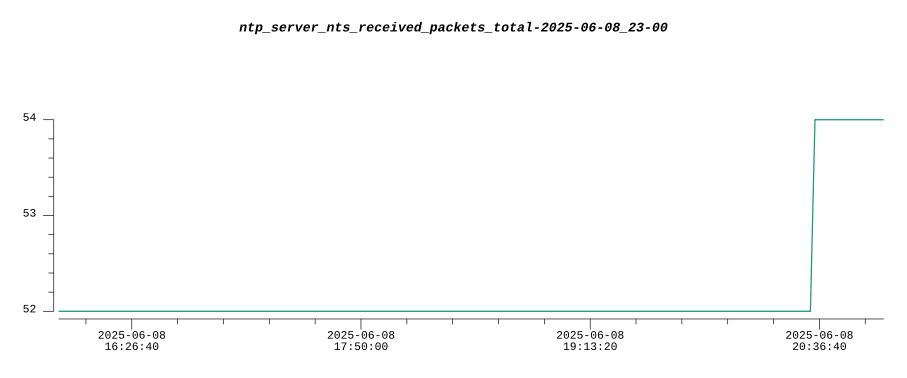 ntp_server_nts_received_packets_total-2025-06-08_23-00
54
53
52
2025-06-08 2025-06-08 2025-06-08 2025-06-08
16:26:40 17:50:00 19:13:20 20:36:40